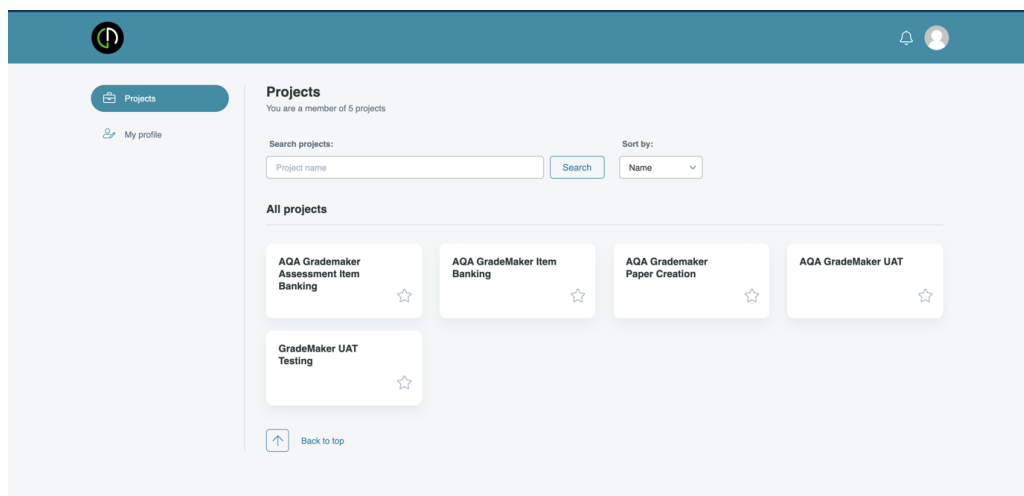 Projects
My profile
Projects
You are a member of 5 projects
Search projects:
Sort by:
Project name
Search
Name
All projects
AQA Grademaker
Assessment Item
Banking
AQA GradeMaker Item
Banking
AQA Grademaker
Paper Creation
AQA GradeMaker UAT
GradeMaker UAT
Testing
Back to top